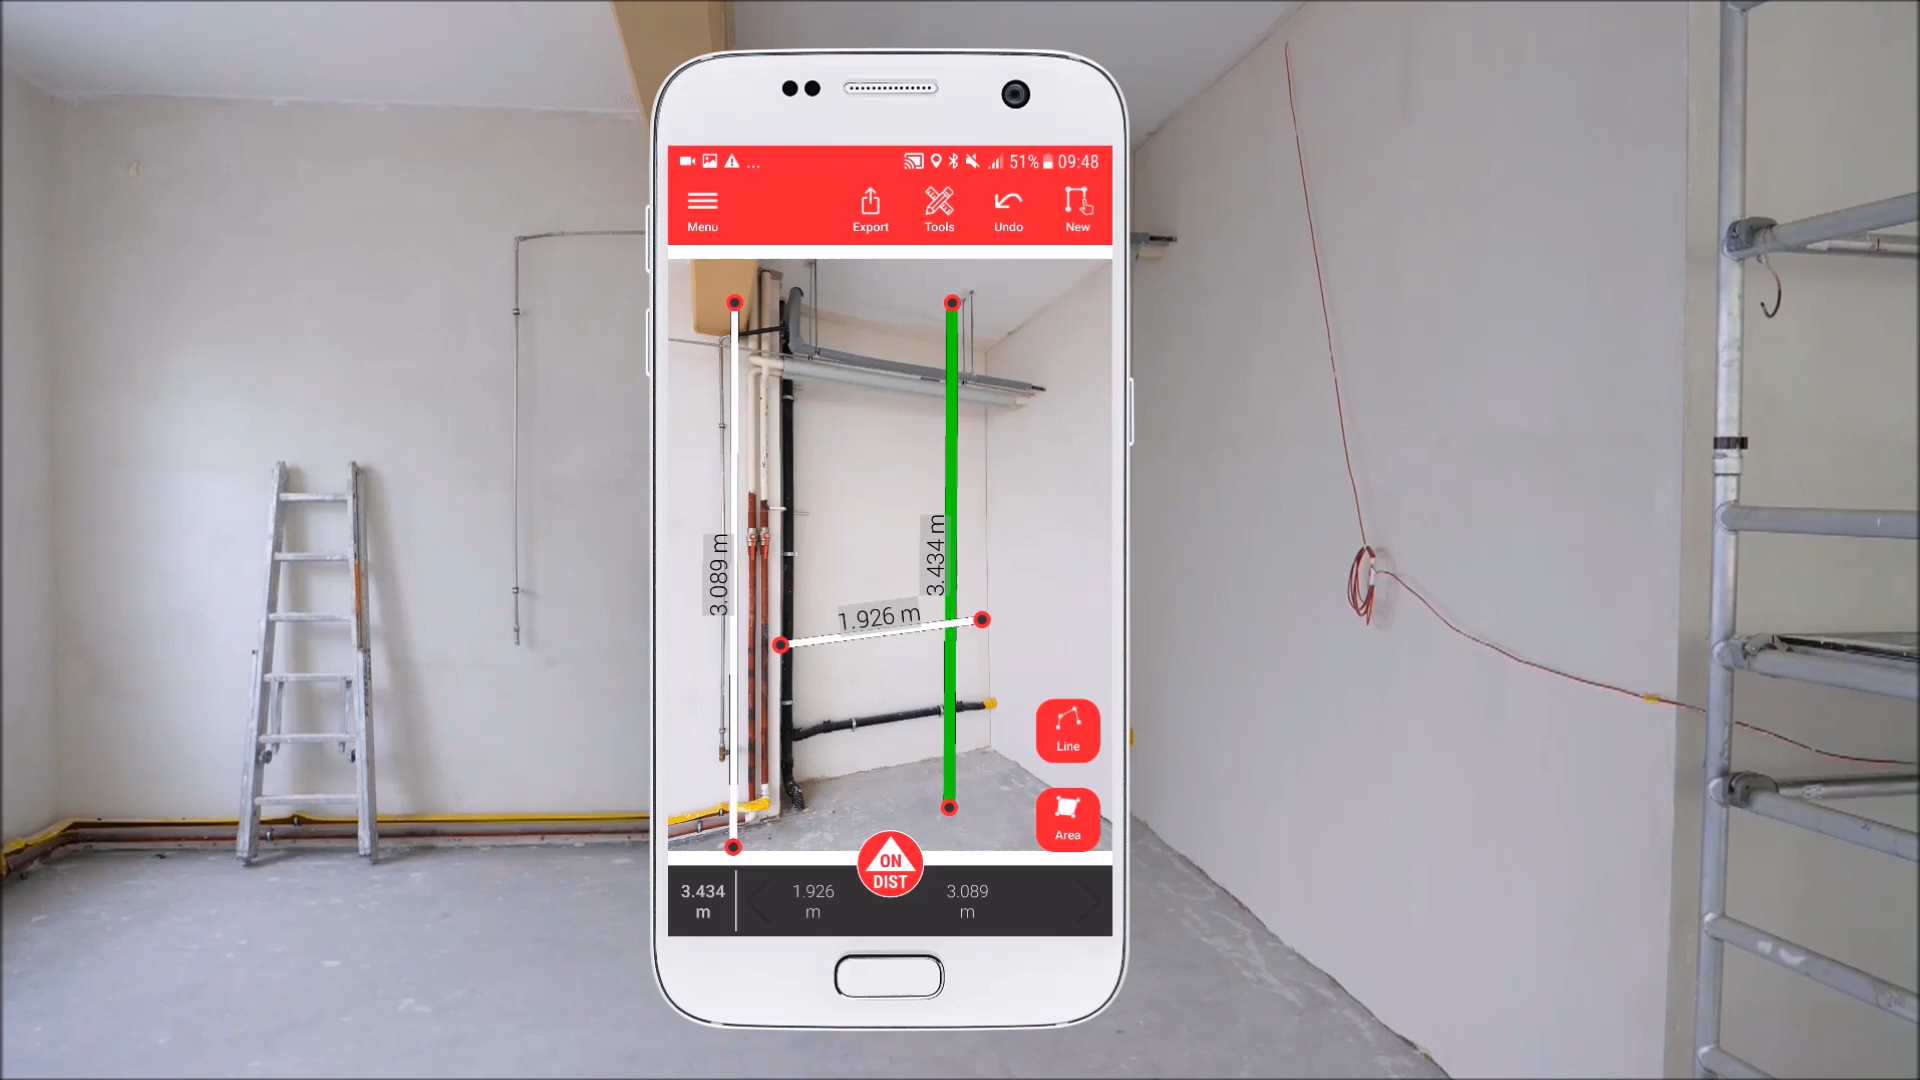 ... 51% 09:48
Menu Export Tools Undo New
3.089 m
3.434 m
1.926 m
Line
Area
ON
DIST
3.434 1.926 3.089
m m m